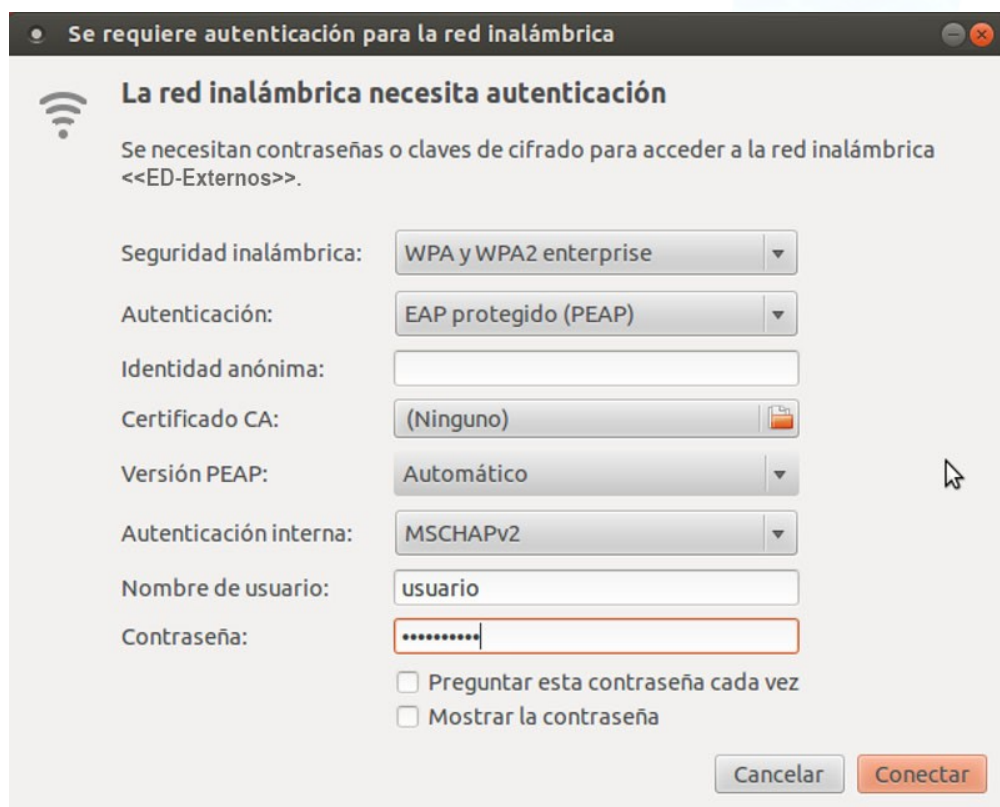 Se requiere autenticación para la red inalámbrica
La red inalámbrica necesita autenticación
Se necesitan contraseñas o claves de cifrado para acceder a la red inalámbrica
<<ED-Externos>>.
Seguridad inalámbrica: WPA y WPA2 enterprise
Autenticación: EAP protegido (PEAP)
Identidad anónima:
Certificado CA: (Ninguno)
Versión PEAP: Automático
Autenticación interna: MSCHAPv2
Nombre de usuario: usuario
Contraseña: ••••••••••
Preguntar esta contraseña cada vez
Mostrar la contraseña
Cancelar Conectar